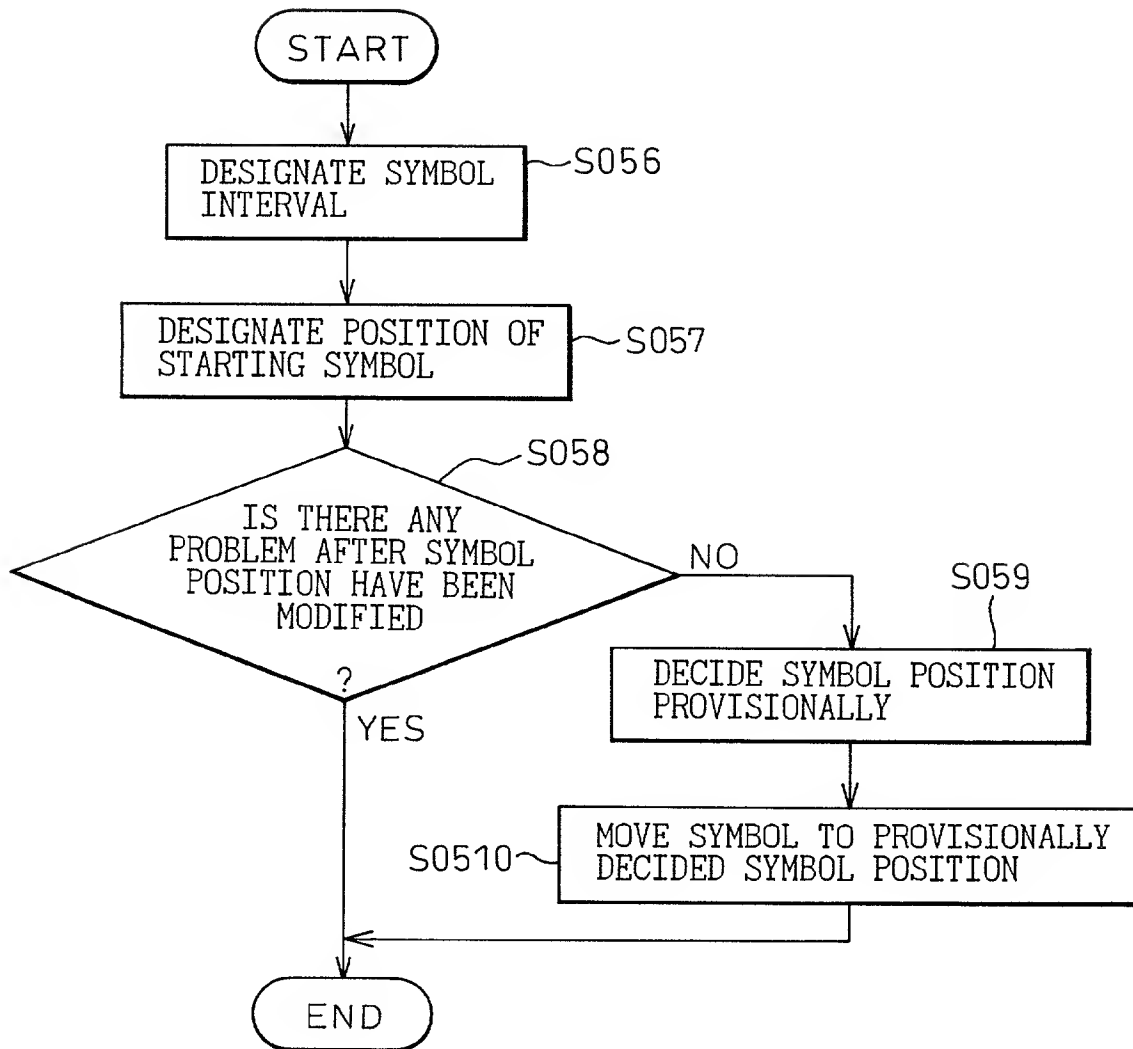 START
DESIGNATE SYMBOL
INTERVAL
S056
DESIGNATE POSITION OF
STARTING SYMBOL
S057
S058
IS THERE ANY
PROBLEM AFTER SYMBOL
POSITION HAVE BEEN
MODIFIED
?
NO
YES
S059
DECIDE SYMBOL POSITION
PROVISIONALLY
S0510
MOVE SYMBOL TO PROVISIONALLY
DECIDED SYMBOL POSITION
END